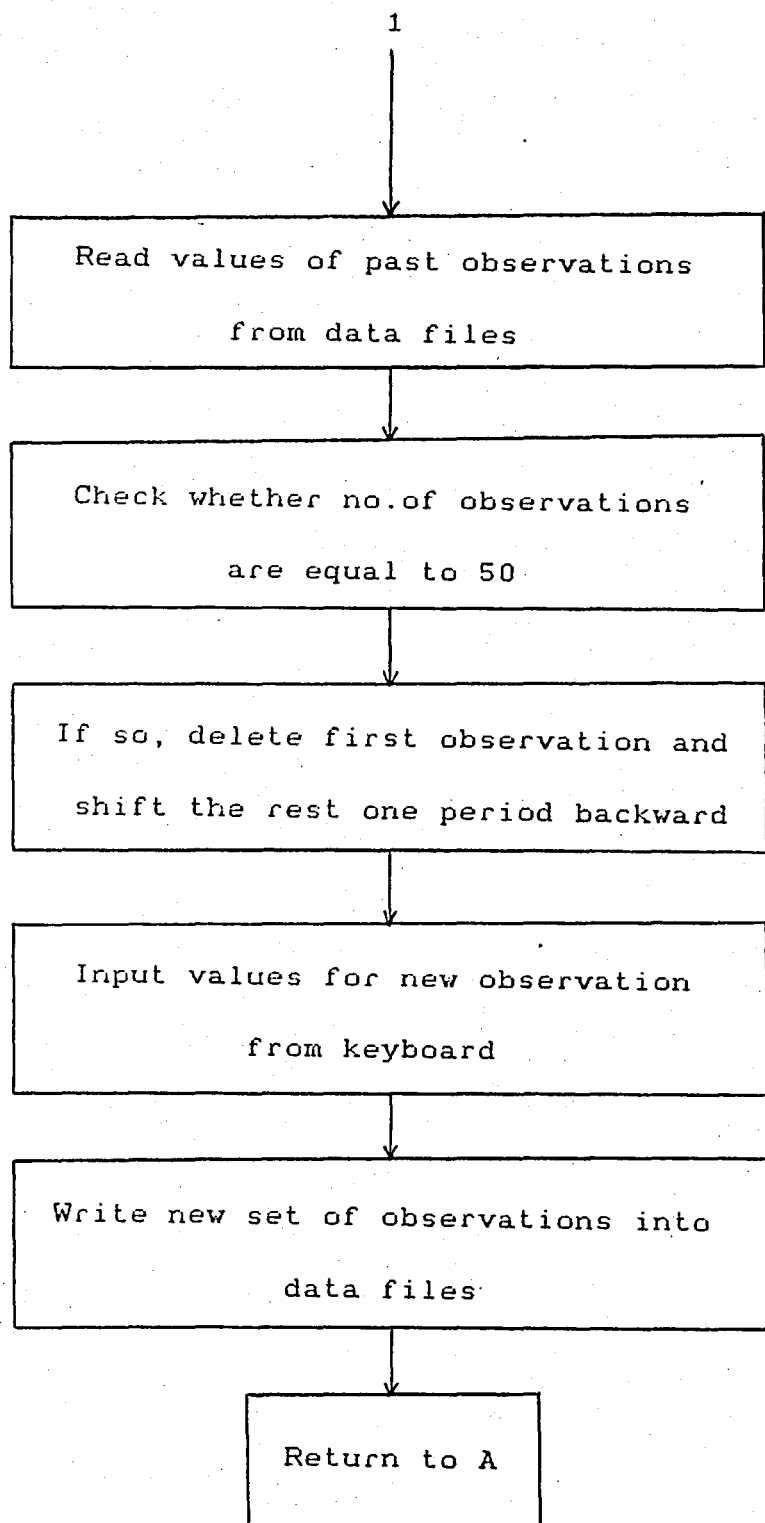 1
Read values of past observations
from data files
Check whether no.of observations
are equal to 50
If so, delete first observation and
shift the rest one period backward
Input values for new observation
from keyboard
Write new set of observations into
data files
Return to A